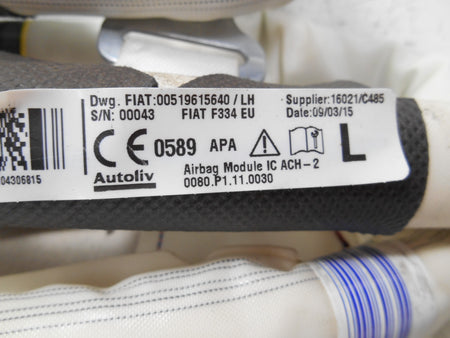 Dwg. FIAT:00519615640/LH
Supplier:16021/C485
S/N: 00043 FIAT F334 EU
Date:09/03/15
CE 0589 APA
L
Airbag Module IC ACH-2
Autoliv
0080.P1.11.0030
04306815